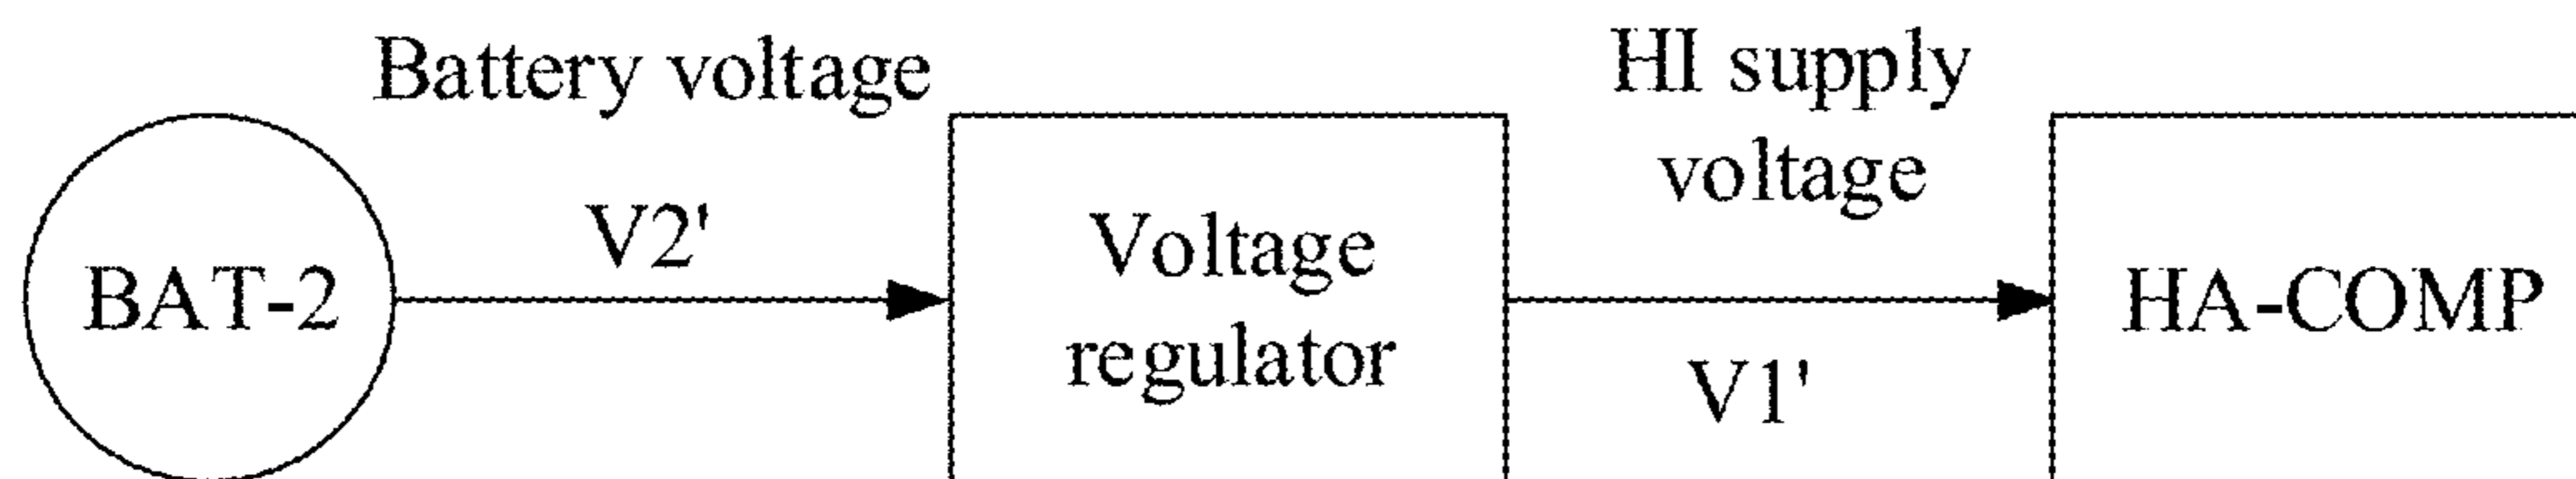 Battery voltage
HI supply
voltage
BAT-2
V2'
Voltage
regulator
V1'
HA-COMP